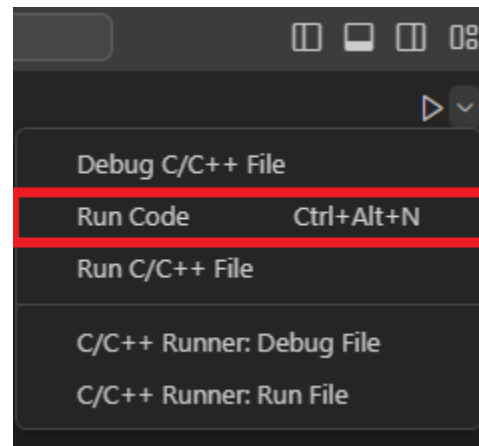 Debug C/C++ File
Run Code Ctrl+Alt+N
Run C/C++ File
C/C++ Runner: Debug File
C/C++ Runner: Run File